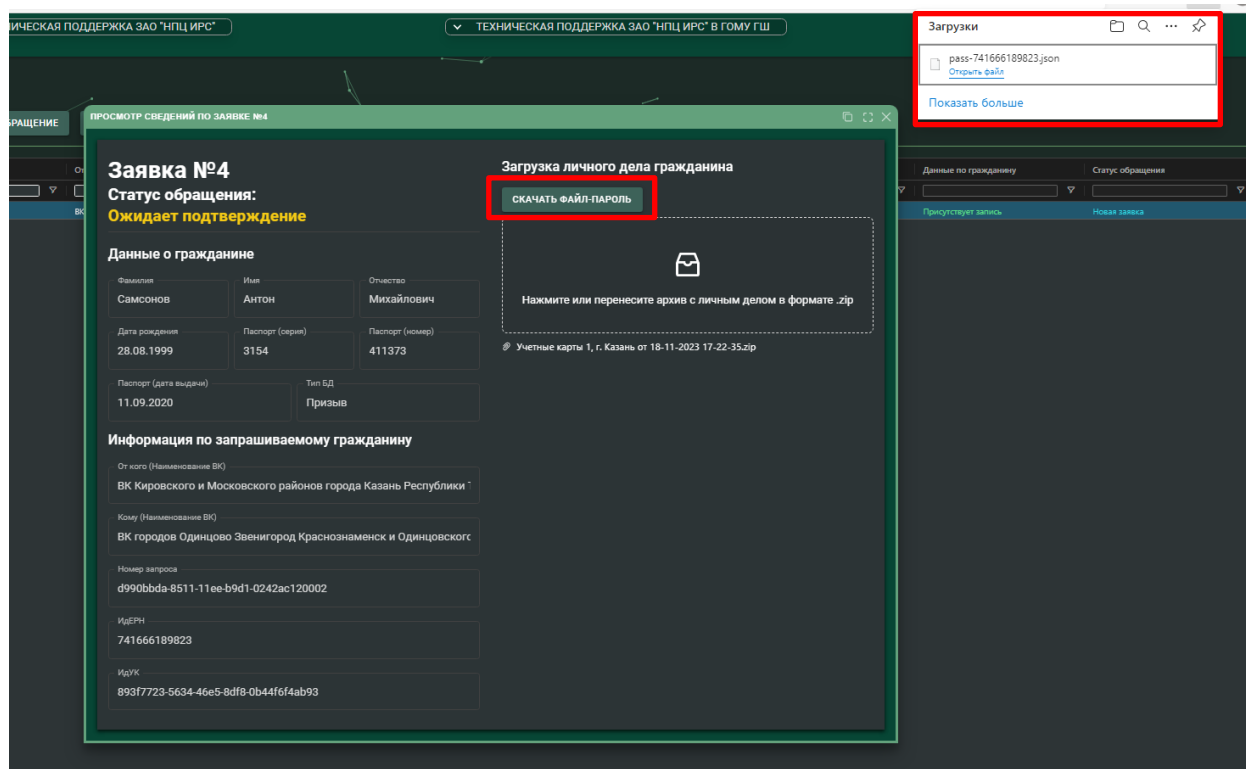 НИЧЕСКАЯ ПОДДЕРЖКА ЗАО "НПЦ ИРС"
ТЕХНИЧЕСКАЯ ПОДДЕРЖКА ЗАО "НПЦ ИРС" В ГОМУ ГШ
Загрузки
pass-741666189823.json
Открыть файл
Показать больше
БРАЩЕНИЕ
ПРОСМОТР СВЕДЕНИЙ ПО ЗАЯВКЕ №4
От
Данные по гражданину
Статус обращения
ВК
Присутствует запись
Новая заявка
Заявка №4
Статус обращения:
Ожидает подтверждение
Данные о гражданине
Фамилия
Имя
Отчество
Самсонов
Антон
Михайлович
Дата рождения
Паспорт (серия)
Паспорт (номер)
28.08.1999
3154
411373
Паспорт (дата выдачи)
Тип БД
11.09.2020
Призыв
Информация по запрашиваемому гражданину
От кого (Наименование ВК)
ВК Кировского и Московского районов города Казань Республики
Кому (Наименование ВК)
ВК городов Одинцово Звенигород Краснознаменск и Одинцовского
Номер запроса
d990bbda-8511-11ee-b9d1-0242ac120002
ИдЕРН
741666189823
ИдУК
893f7723-5634-46e5-8df8-0b44f6f4ab93
Загрузка личного дела гражданина
СКАЧАТЬ ФАЙЛ-ПАРОЛЬ
Нажмите или перенесите архив с личным делом в формате .zip
Учетные карты 1, г. Казань от 18-11-2023 17-22-35.zip